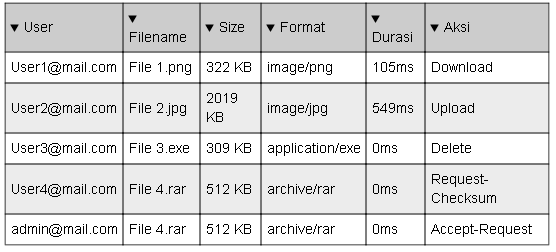 ▼ User ▼ Filename ▼ Size ▼ Format ▼ Durasi ▼ Aksi
User1@mail.com File 1.png 322 KB image/png 105ms Download
User2@mail.com File 2.jpg 2019 KB image/jpg 549ms Upload
User3@mail.com File 3.exe 309 KB application/exe 0ms Delete
User4@mail.com File 4.rar 512 KB archive/rar 0ms Request-Checksum
admin@mail.com File 4.rar 512 KB archive/rar 0ms Accept-Request